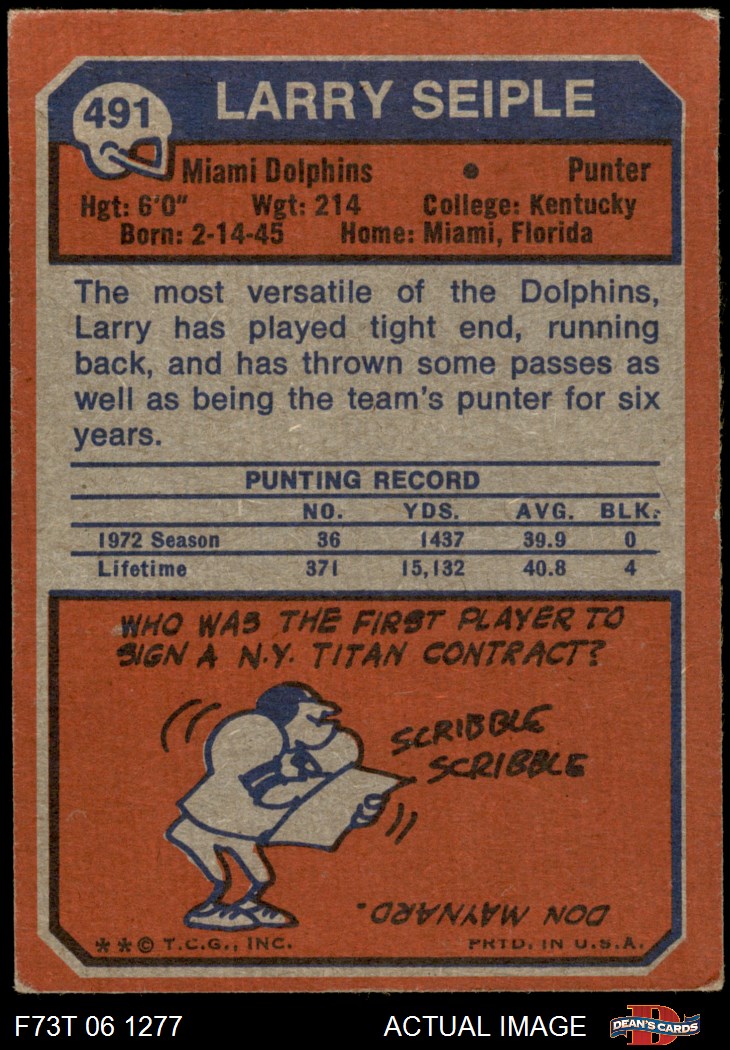 491
LARRY SEIPLE
Miami Dolphins • Punter
Hgt: 6'0" Wgt: 214 College: Kentucky
Born: 2-14-45 Home: Miami, Florida
The most versatile of the Dolphins,
Larry has played tight end, running
back, and has thrown some passes as
well as being the team's punter for six
years.
PUNTING RECORD
NO. YDS. AVG. BLK.
1972 Season 36 1437 39.9 0
Lifetime 371 15,132 40.8 4
WHO WAS THE FIRST PLAYER TO
SIGN A N.Y. TITAN CONTRACT?
SCRIBBLE
SCRIBBLE
DON MAYNARD.
**© T.C.G., INC. PRTD. IN U.S.A.
F73T 06 1277 ACTUAL IMAGE DEAN'S CARDS